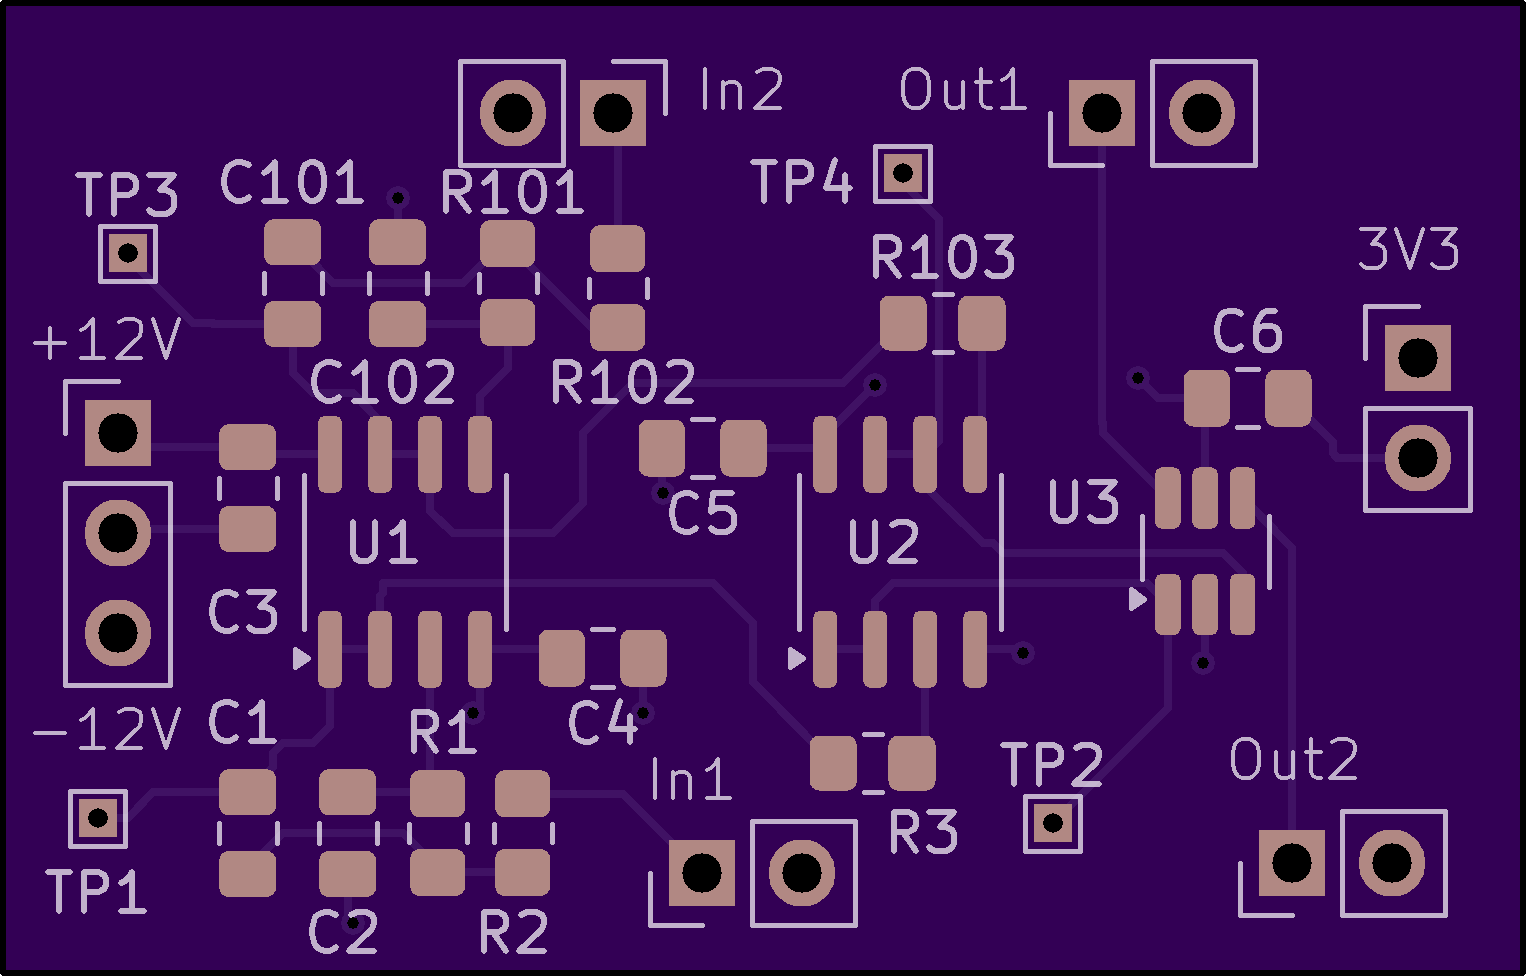 In2
Out1
TP3
C101
R101
TP4
R103
3V3
+12V
C6
C102
R102
C5
U3
U1
U2
C3
C1
-12V
R1
C4
In1
TP2
Out2
R3
TP1
C2
R2